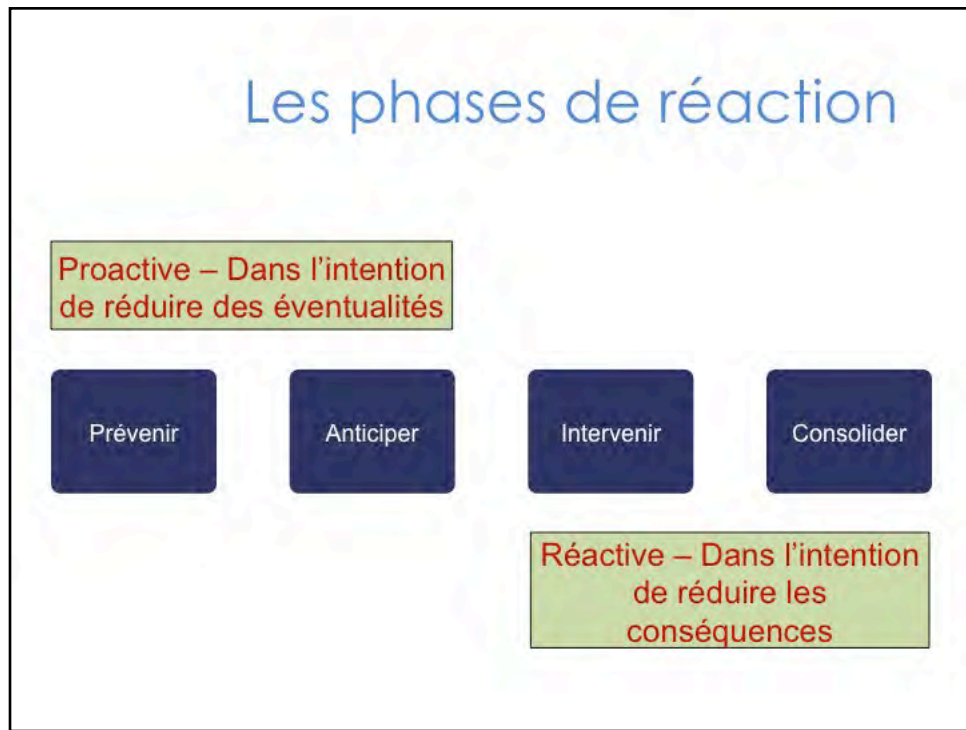 Les phases de réaction
Proactive – Dans l’intention
de réduire des éventualités
Prévenir
Anticiper
Intervenir
Consolider
Réactive – Dans l’intention
de réduire les
conséquences